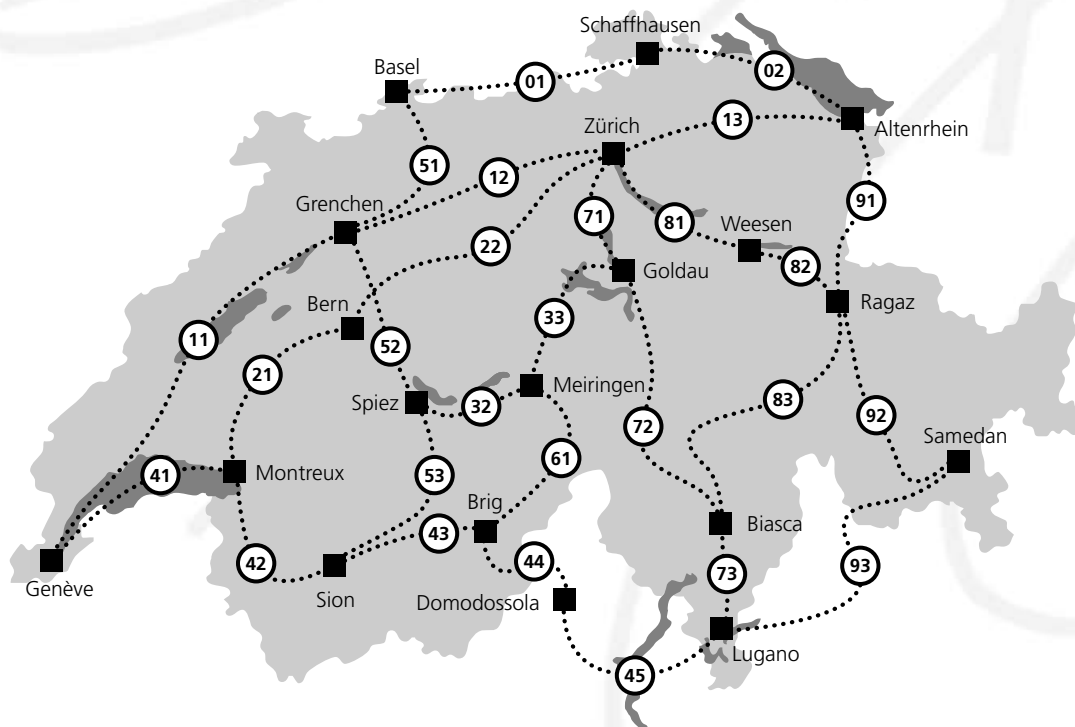 Schaffhausen
Basel
01
02
Zürich
13
Altenrhein
51
12
Grenchen
91
71
81
Weesen
22
82
Goldau
Bern
Ragaz
11
33
52
21
Meiringen
Spiez
32
83
92
72
Samedan
61
41
Montreux
53
Brig
Biasca
43
44
42
Sion
73
93
Genève
Domodossola
Lugano
45